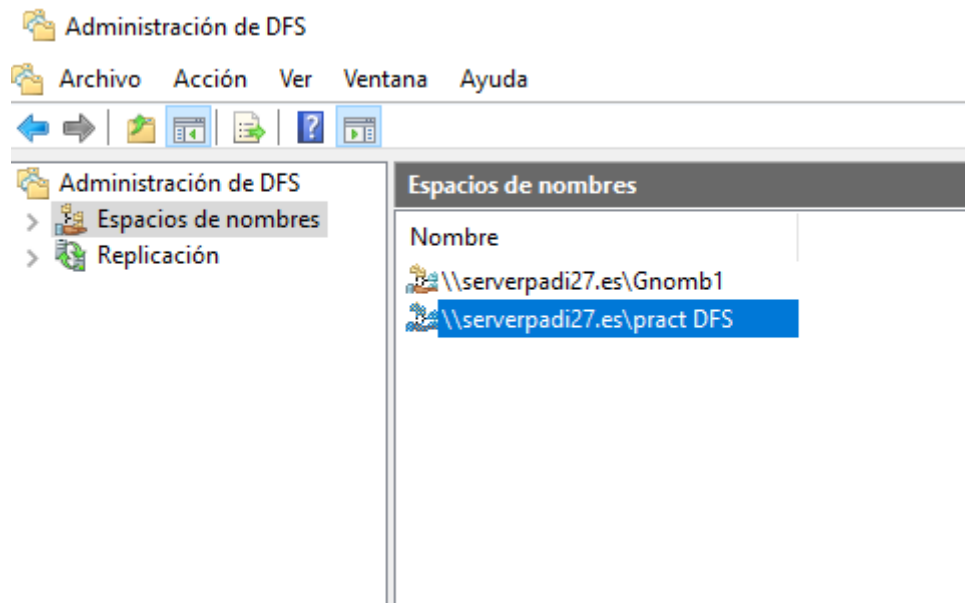 Administración de DFS
Archivo Acción Ver Ventana Ayuda
Administración de DFS
Espacios de nombres
Replicación
Espacios de nombres
Nombre
\\serverpadi27.es\Gnomb1
\\serverpadi27.es\pract DFS